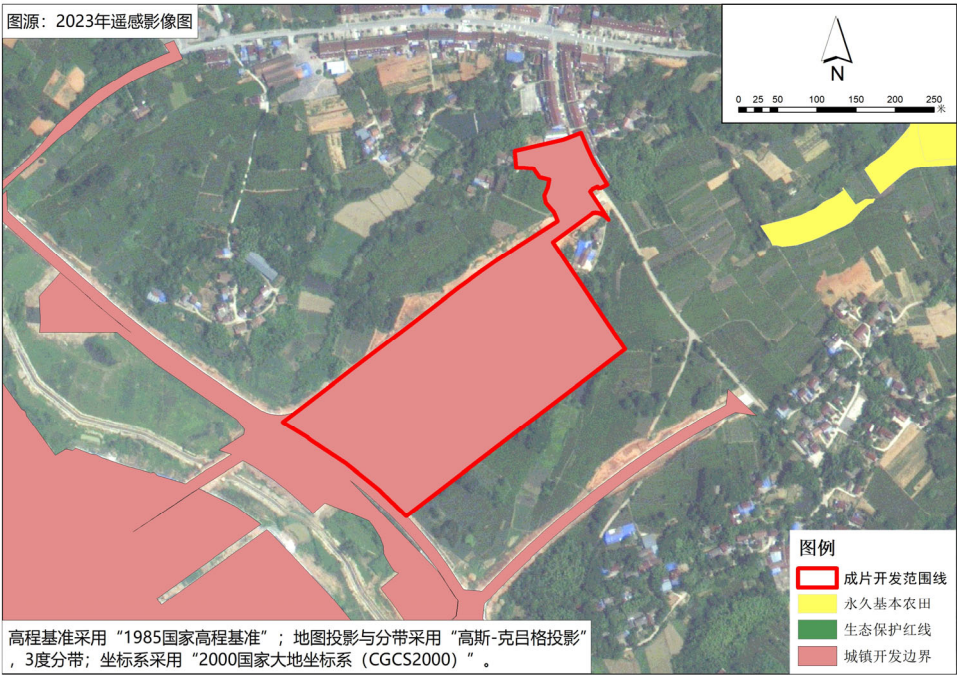 图源：2023年遥感影像图
N
0 25 50 100 150 200 250
米
图例
成片开发范围线
永久基本农田
生态保护红线
城镇开发边界
高程基准采用“1985国家高程基准”；地图投影与分带采用“高斯-克吕格投影”
，3度分带；坐标系采用“2000国家大地坐标系（CGCS2000）”。